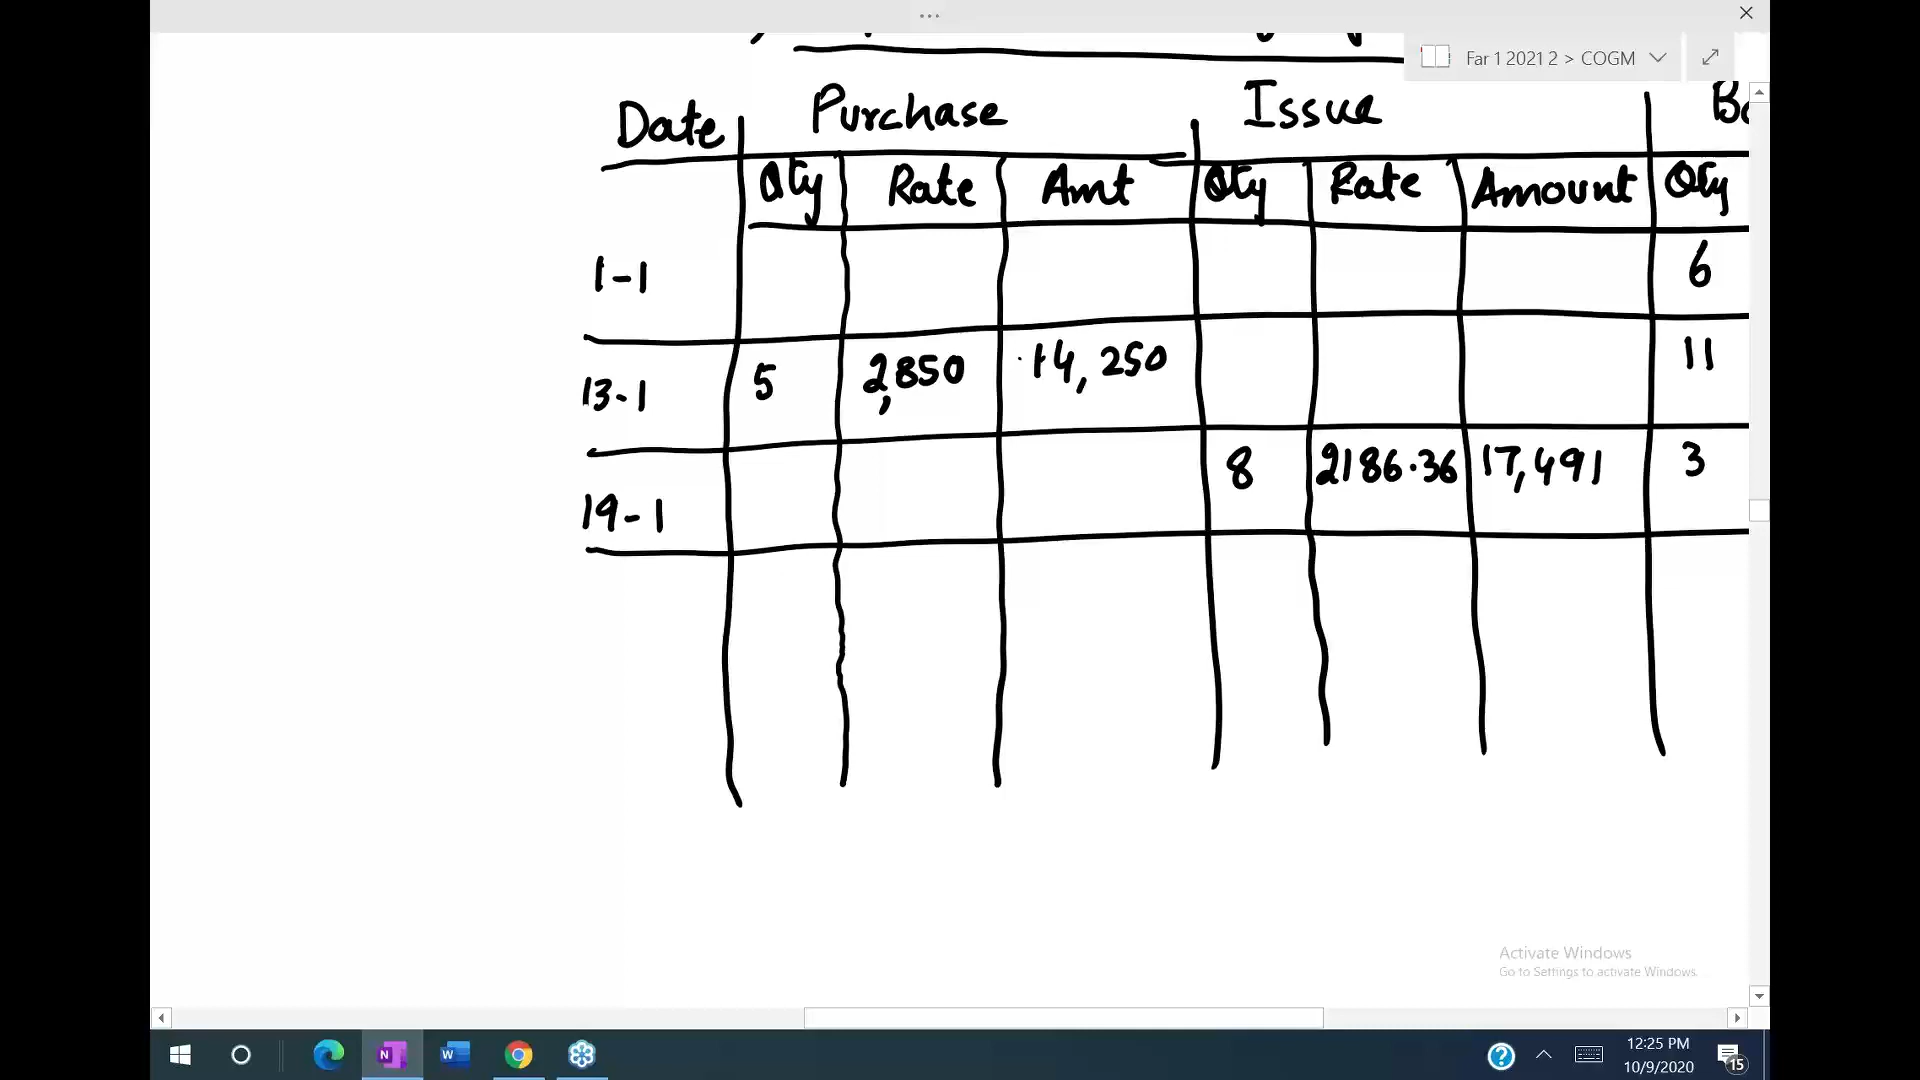 Far 1 2021 2 > COGM
Date Purchase Issue
Qty Rate Amt Qty Rate Amount Qty
1-1 6
13-1 5 2,850 14,250 11
19-1 8 2186.36 17,491 3
Activate Windows
Go to Settings to activate Windows.
12:25 PM
10/9/2020
15